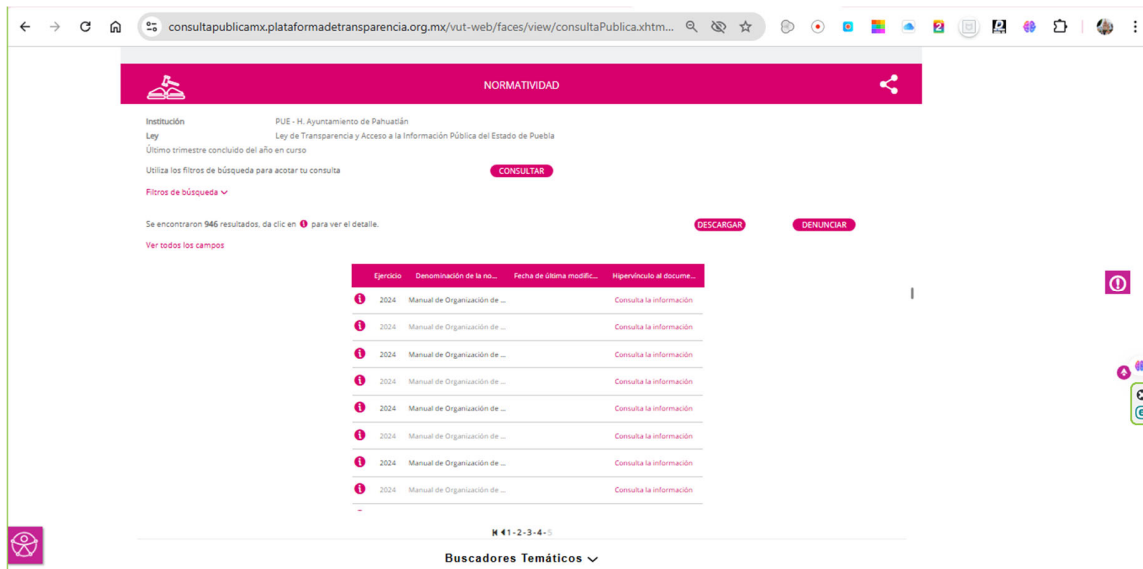 consultapublicamx.plataformadetransparencia.org.mx/vut-web/faces/view/consultaPublica.xhtm...
NORMATIVIDAD
Institución PUE - H. Ayuntamiento de Pahuatlán
Ley Ley de Transparencia y Acceso a la Información Pública del Estado de Puebla
Último trimestre concluido del año en curso
Utiliza los filtros de búsqueda para acotar tu consulta CONSULTAR
Filtros de búsqueda
Se encontraron 946 resultados, da clic en i para ver el detalle. DESCARGAR DENUNCIAR
Ver todos los campos
Ejercicio Denominación de la no... Fecha de última modific... Hipervínculo al docume...
2024 Manual de Organización de ... Consulta la información
2024 Manual de Organización de ... Consulta la información
2024 Manual de Organización de ... Consulta la información
2024 Manual de Organización de ... Consulta la información
2024 Manual de Organización de ... Consulta la información
2024 Manual de Organización de ... Consulta la información
2024 Manual de Organización de ... Consulta la información
2024 Manual de Organización de ... Consulta la información
1-2-3-4-5
Buscadores Temáticos